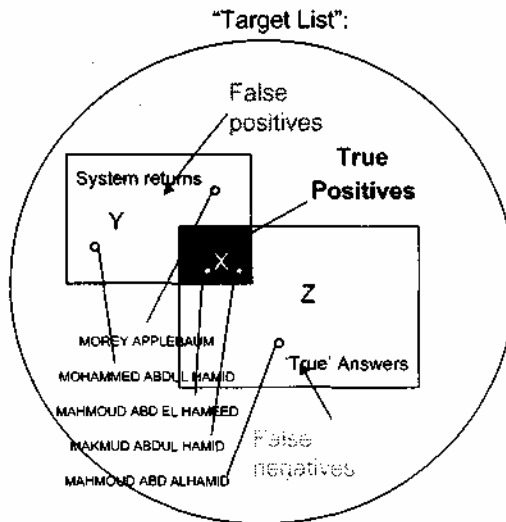 "Target List":
False
positives
True
Positives
System returns
Y
X
Z
MOREY APPLEBAUM
'True' Answers
MOHAMMED ABDUL HAMID
MAHMOUD ABD EL HAMEED
MAKMUD ABDUL HAMID
False
negatives
MAHMOUD ABD ALHAMID